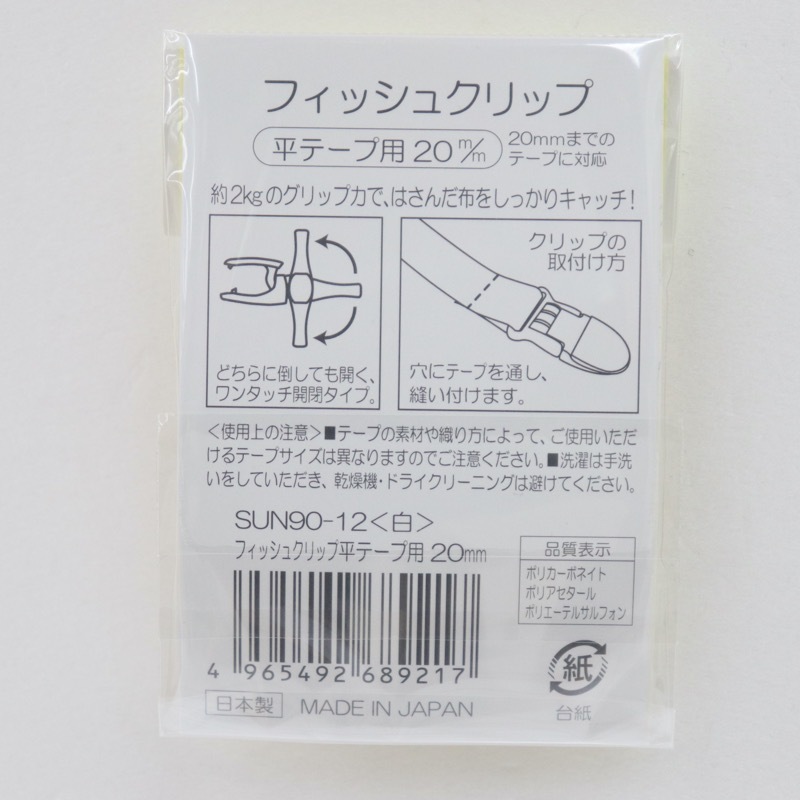 フィッシュクリップ
平テープ用 20m/m
20mmまでの
テープに対応
約2kgのグリップ力で、はさんだ布をしっかりキャッチ！
どちらに倒しても開く、
ワンタッチ開閉タイプ。
クリップの
取付け方
穴にテープを通し、
縫い付けます。
＜使用上の注意＞■テープの素材や織り方によって、ご使用いただ
けるテープサイズは異なりますのでご注意ください。■洗濯は手洗
いをしていただき、乾燥機・ドライクリーニングは避けてください。
SUN90-12＜白＞
フィッシュクリップ平テープ用 20mm
4 965492 689217
日本製 MADE IN JAPAN
品質表示
ポリカーボネイト
ポリアセタール
ポリエーテルサルフォン
紙
台紙